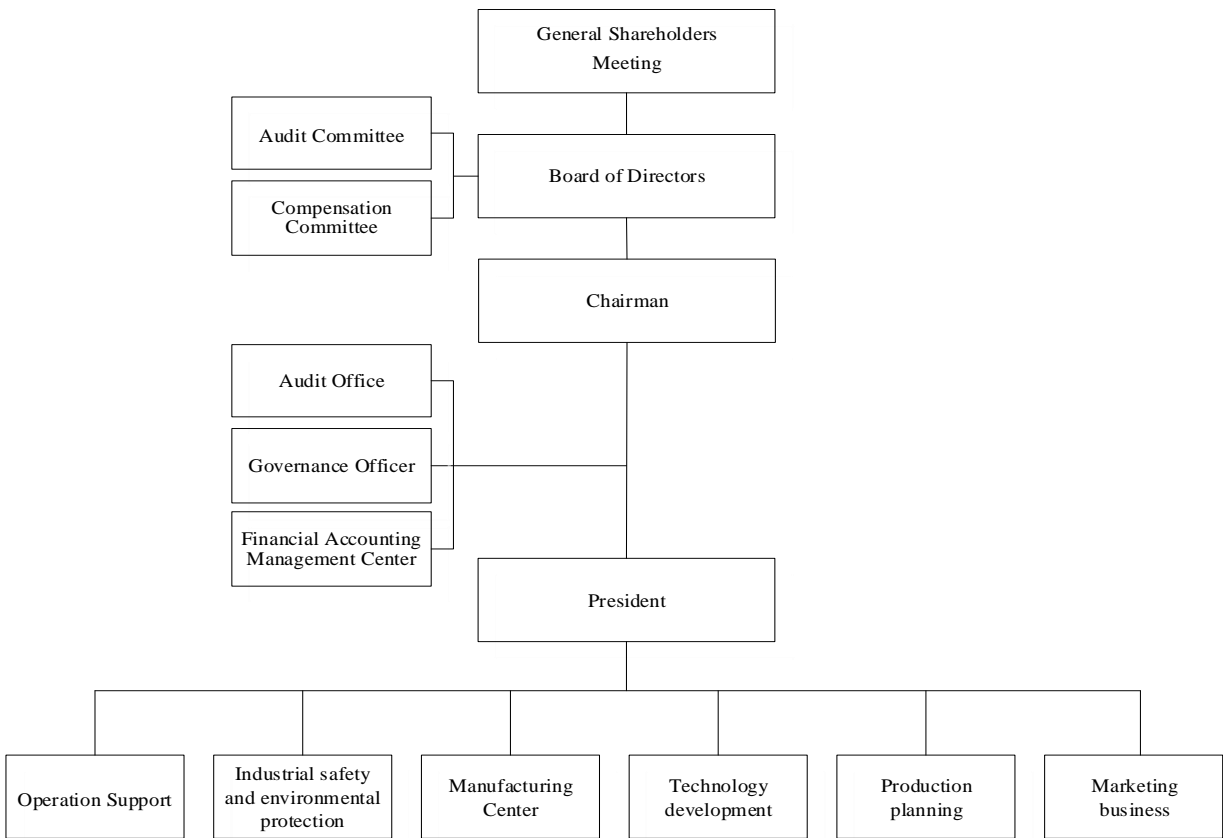 General Shareholders
Meeting
Audit Committee
Board of Directors
Compensation
Committee
Chairman
Audit Office
Governance Officer
Financial Accounting
Management Center
President
Operation Support
Industrial safety
and environmental
protection
Manufacturing
Center
Technology
development
Production
planning
Marketing
business